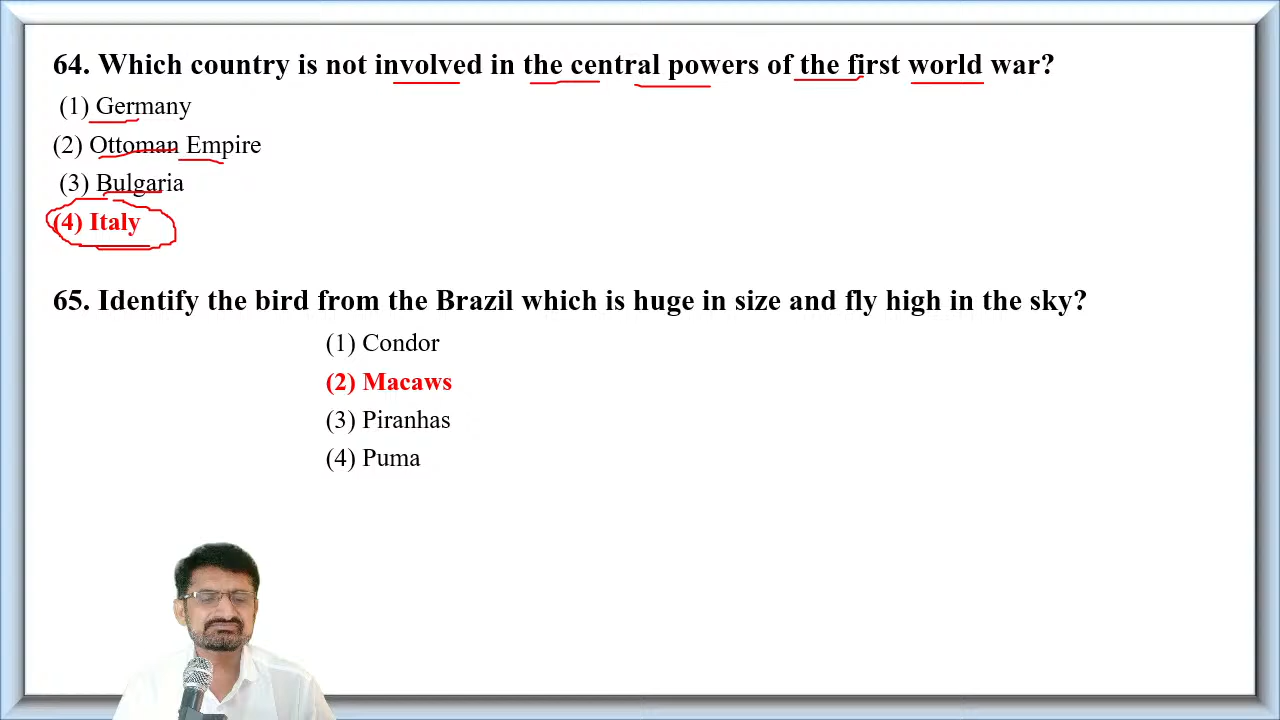 64. Which country is not involved in the central powers of the first world war?
(1) Germany
(2) Ottoman Empire
(3) Bulgaria
(4) Italy
65. Identify the bird from the Brazil which is huge in size and fly high in the sky?
(1) Condor
(2) Macaws
(3) Piranhas
(4) Puma